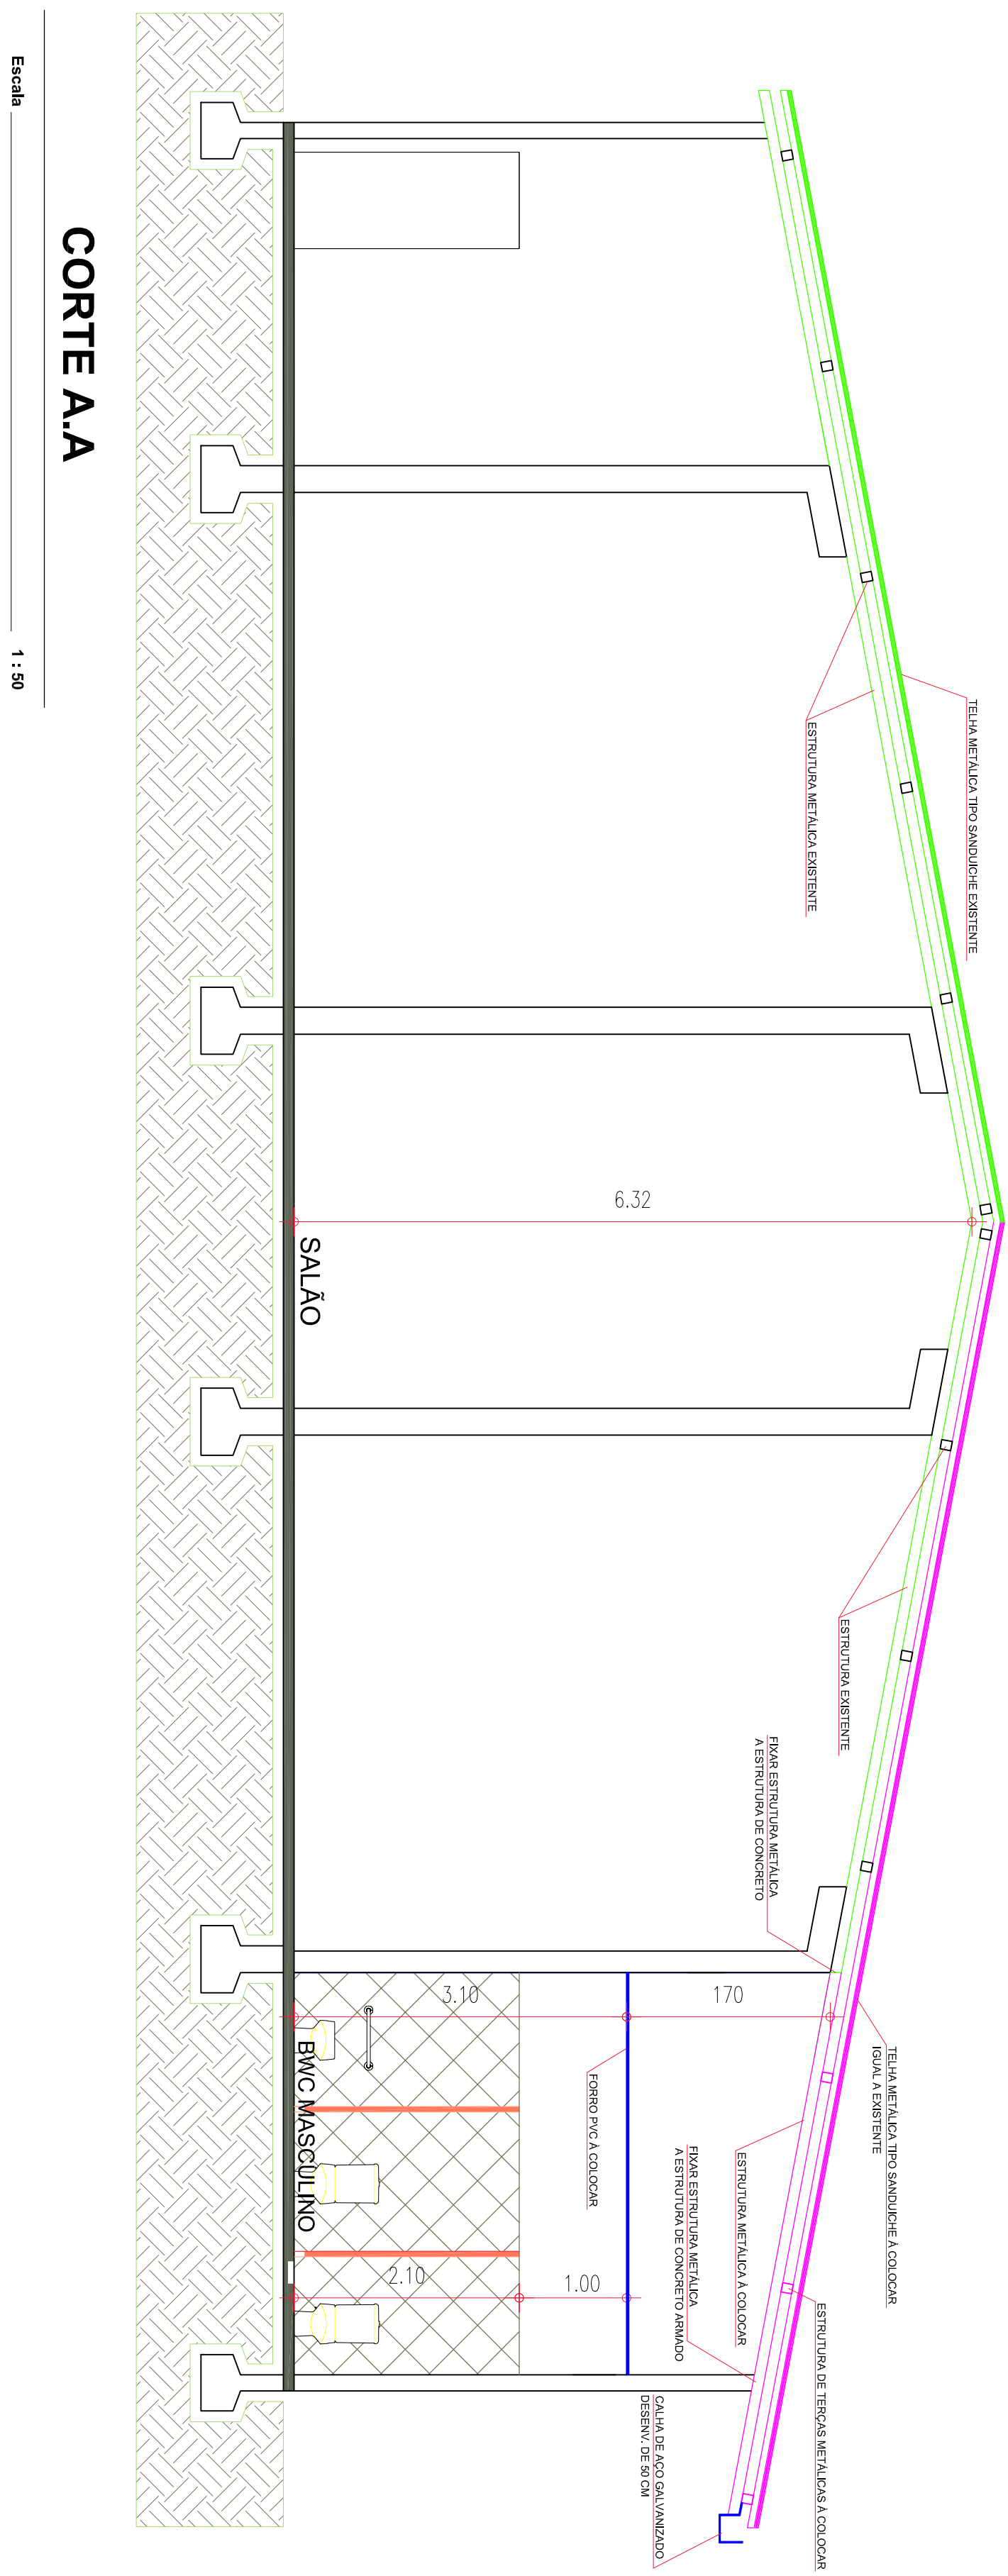 TELHA METÁLICA TIPO SANDUICHE EXISTENTE
ESTRUTURA METÁLICA EXISTENTE
6.32
SALÃO
ESTRUTURA EXISTENTE
FIXAR ESTRUTURA METÁLICA
A ESTRUTURA DE CONCRETO
TELHA METÁLICA TIPO SANDUICHE À COLOCAR
IGUAL A EXISTENTE
ESTRUTURA DE TERÇAS METÁLICAS À COLOCAR
ESTRUTURA METÁLICA À COLOCAR
FIXAR ESTRUTURA METÁLICA
A ESTRUTURA DE CONCRETO ARMADO
CALHA DE AÇO GALVANIZADO
DESENV. DE 50 CM
170
FORRO PVC À COLOCAR
3.10
1.00
2.10
BWC MASCULINO
CORTE A.A
Escala
1 : 50